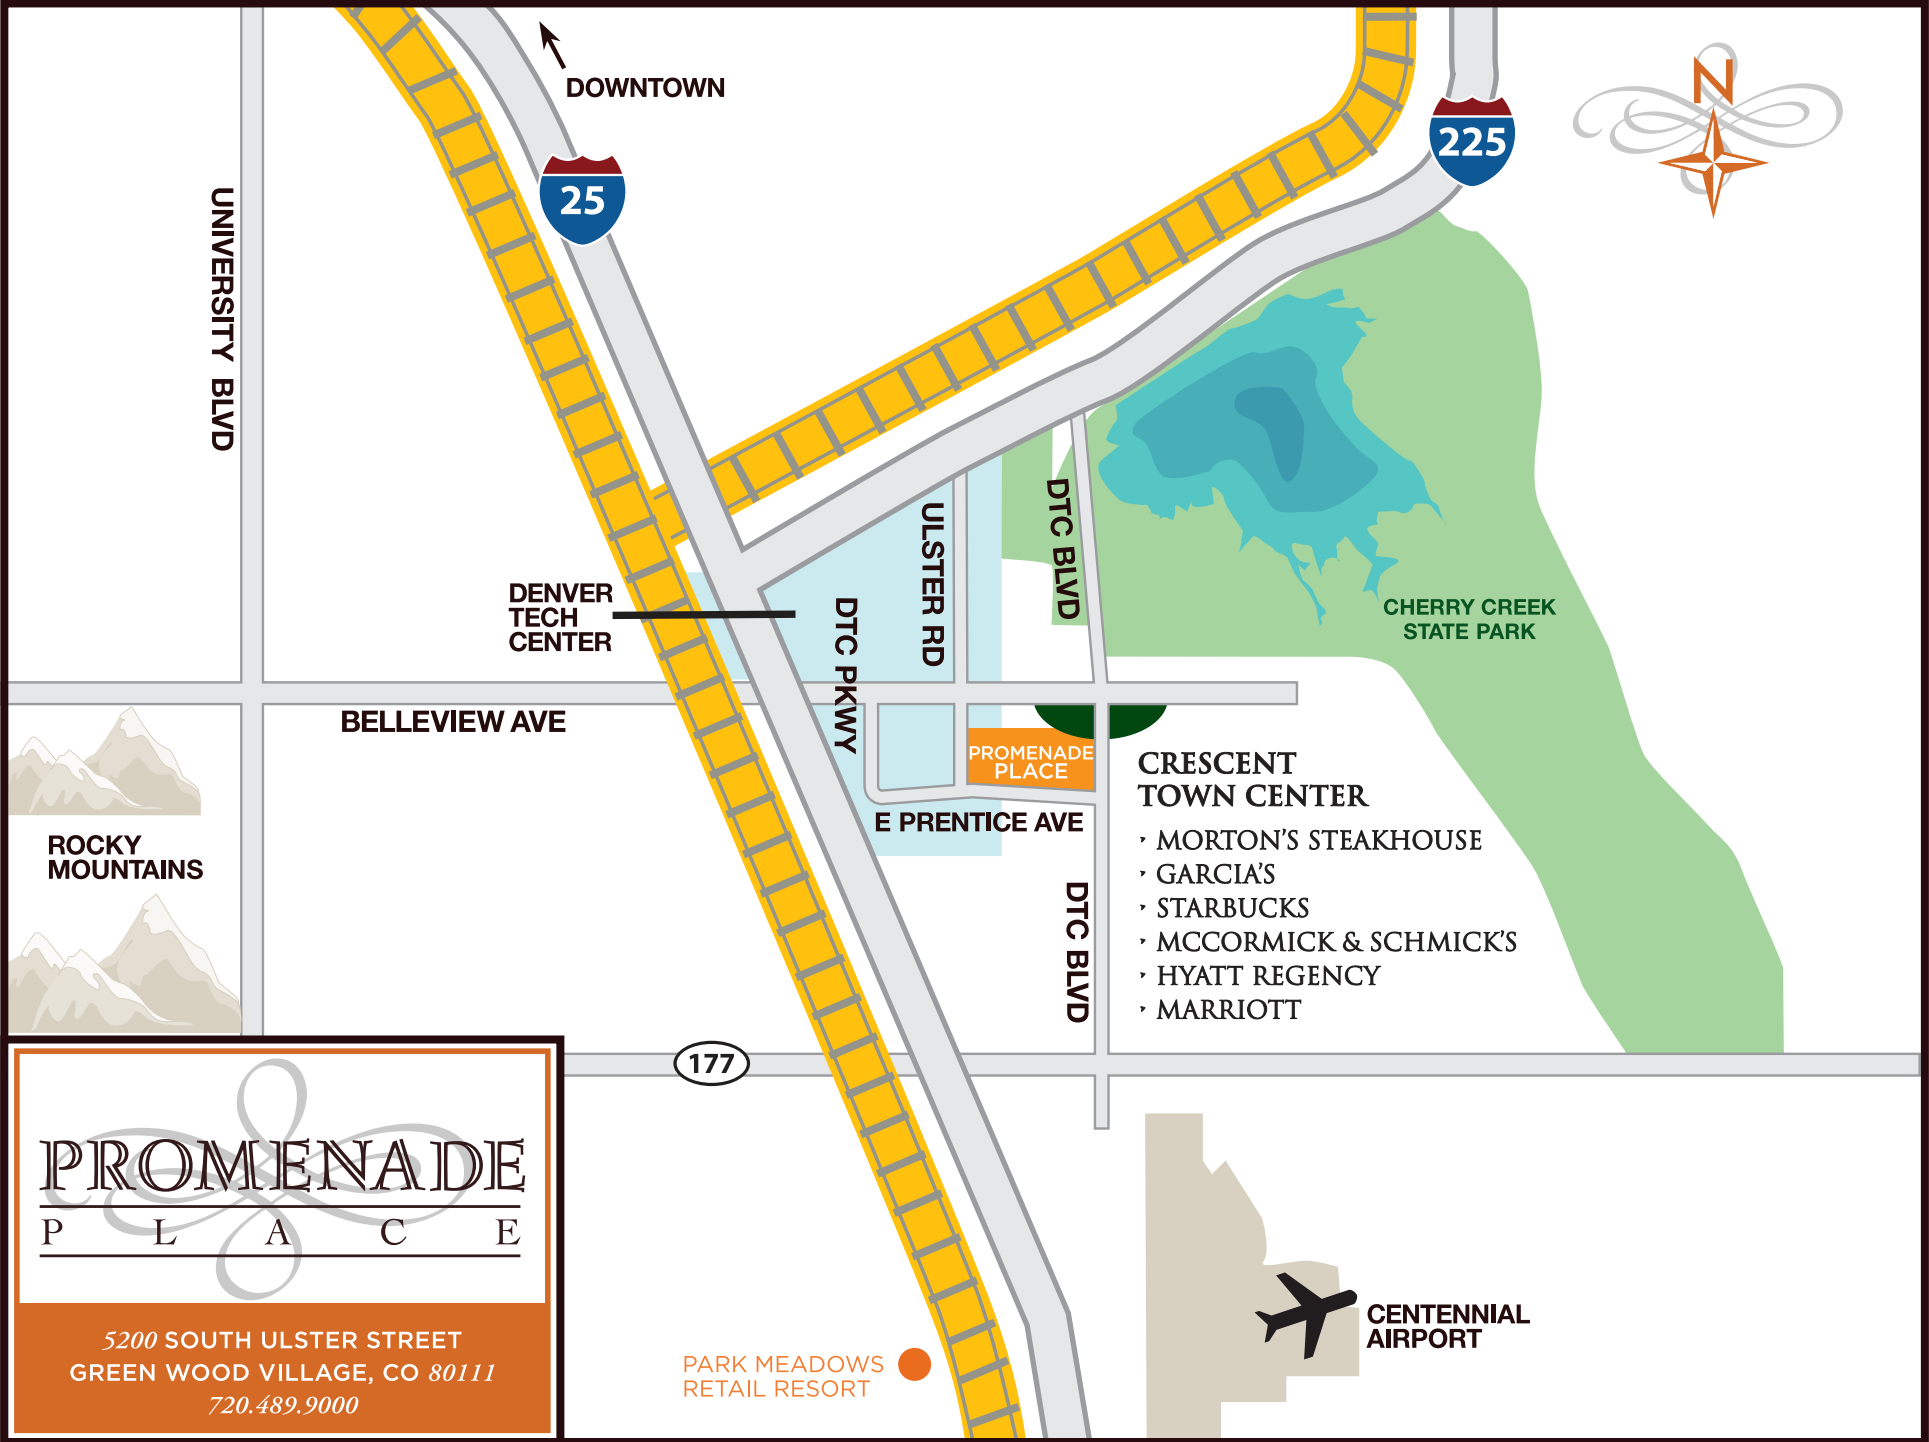 DOWNTOWN
N
225
25
UNIVERSITY BLVD
ULSTER RD
DTC BLVD
DENVER
TECH
CENTER
DTC PKWY
CHERRY CREEK
STATE PARK
BELLEVIEW AVE
PROMENADE
PLACE
CRESCENT
TOWN CENTER
E PRENTICE AVE
· MORTON'S STEAKHOUSE
· GARCIA'S
· STARBUCKS
· MCCORMICK & SCHMICK'S
· HYATT REGENCY
· MARRIOTT
ROCKY
MOUNTAINS
DTC BLVD
177
PROMENADE
PLACE
5200 SOUTH ULSTER STREET
GREEN WOOD VILLAGE, CO 80111
720.489.9000
PARK MEADOWS
RETAIL RESORT
CENTENNIAL
AIRPORT